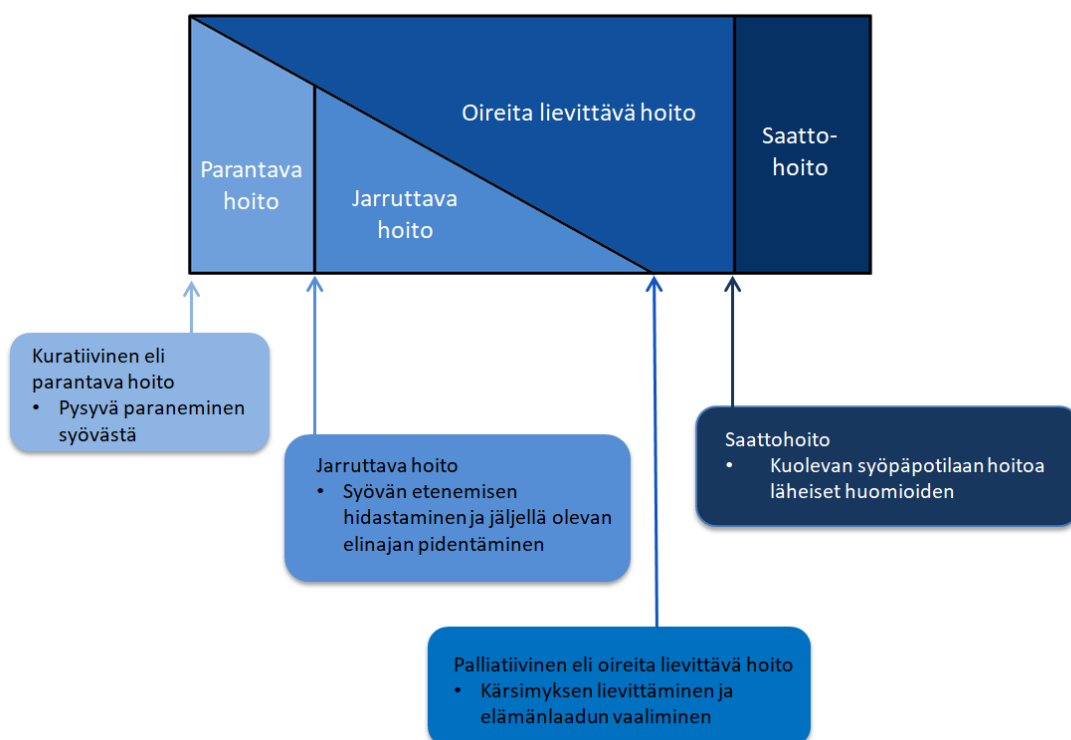 Oireita lievittävä hoito
Saatto-
hoito
Parantava
hoito
Jarruttava
hoito
Kuratiivinen eli
parantava hoito
• Pysyvä paraneminen
syövästä
Jarruttava hoito
• Syövän etenemisen
hidastaminen ja jäljellä olevan
elinajan pidentäminen
Saattohoito
• Kuolevan syöpäpotilaan hoitoa
läheiset huomioiden
Palliatiivinen eli oireita lievittävä hoito
• Kärsimyksen lievittäminen ja
elämänlaadun vaaliminen